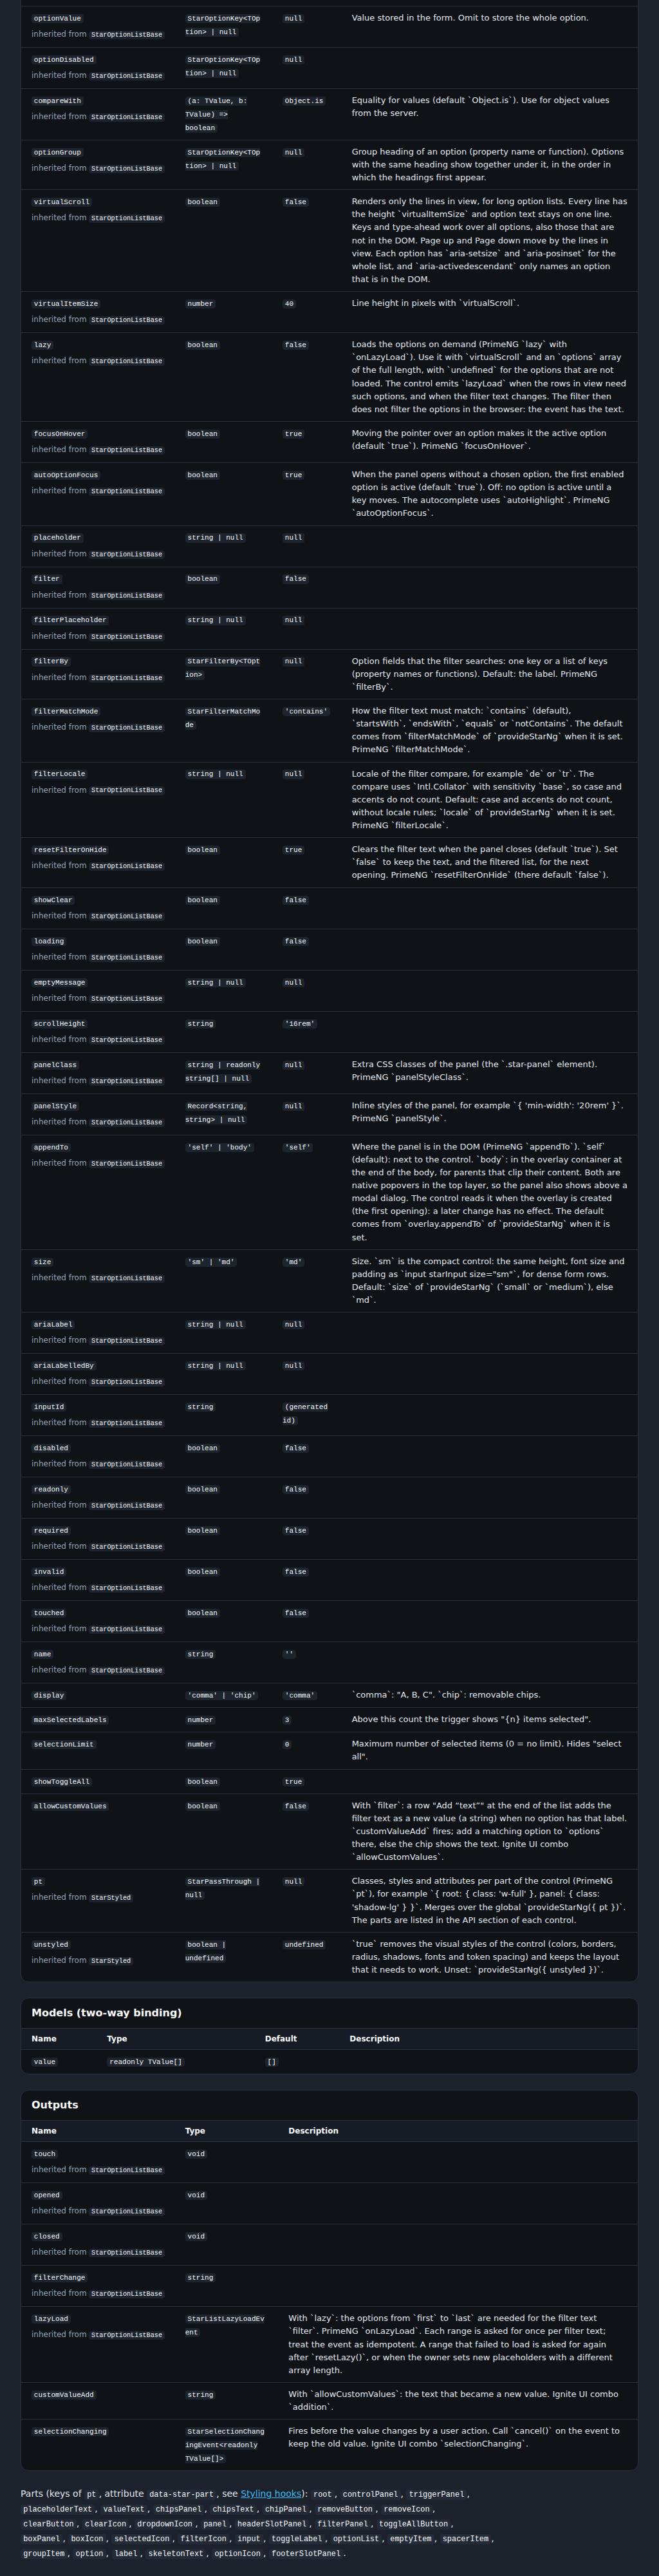 optionValue StarOptionKey<TOp null Value stored in the form. Omit to store the whole option.
inherited from StarOptionListBase tion> | null
optionDisabled StarOptionKey<TOp null
inherited from StarOptionListBase tion> | null
compareWith (a: TValue, b: Object.is Equality for values (default `Object.is`). Use for object values
inherited from StarOptionListBase TValue) => from the server.
boolean
optionGroup StarOptionKey<TOp null Group heading of an option (property name or function). Options
inherited from StarOptionListBase tion> | null with the same heading show together under it, in the order in
which the headings first appear.
virtualScroll boolean false Renders only the lines in view, for long option lists. Every line has
inherited from StarOptionListBase the height `virtualItemSize` and option text stays on one line.
Keys and type-ahead work over all options, also those that are
not in the DOM. Page up and Page down move by the lines in
view. Each option has `aria-setsize` and `aria-posinset` for the
whole list, and `aria-activedescendant` only names an option
that is in the DOM.
virtualItemSize number 40 Line height in pixels with `virtualScroll`.
inherited from StarOptionListBase
lazy boolean false Loads the options on demand (PrimeNG `lazy` with
inherited from StarOptionListBase `onLazyLoad`). Use it with `virtualScroll` and an `options` array
of the full length, with `undefined` for the options that are not
loaded. The control emits `lazyLoad` when the rows in view need
such options, and when the filter text changes. The filter then
does not filter the options in the browser: the event has the text.
focusOnHover boolean true Moving the pointer over an option makes it the active option
inherited from StarOptionListBase (default `true`). PrimeNG `focusOnHover`.
autoOptionFocus boolean true When the panel opens without a chosen option, the first enabled
inherited from StarOptionListBase option is active (default `true`). Off: no option is active until a
key moves. The autocomplete uses `autoHighlight`. PrimeNG
`autoOptionFocus`.
placeholder string | null null
inherited from StarOptionListBase
filter boolean false
inherited from StarOptionListBase
filterPlaceholder string | null null
inherited from StarOptionListBase
filterBy StarFilterBy<TOpt null Option fields that the filter searches: one key or a list of keys
inherited from StarOptionListBase ion> (property names or functions). Default: the label. PrimeNG
`filterBy`.
filterMatchMode StarFilterMatchMo 'contains' How the filter text must match: `contains` (default),
inherited from StarOptionListBase de `startsWith`, `endsWith`, `equals` or `notContains`. The default
comes from `filterMatchMode` of `provideStarNg` when it is set.
PrimeNG `filterMatchMode`.
filterLocale string | null null Locale of the filter compare, for example `de` or `tr`. The
inherited from StarOptionListBase compare uses `Intl.Collator` with sensitivity `base`, so case and
accents do not count. Default: case and accents do not count,
without locale rules; `locale` of `provideStarNg` when it is set.
PrimeNG `filterLocale`.
resetFilterOnHide boolean true Clears the filter text when the panel closes (default `true`). Set
inherited from StarOptionListBase `false` to keep the text, and the filtered list, for the next
opening. PrimeNG `resetFilterOnHide` (there default `false`).
showClear boolean false
inherited from StarOptionListBase
loading boolean false
inherited from StarOptionListBase
emptyMessage string | null null
inherited from StarOptionListBase
scrollHeight string '16rem'
inherited from StarOptionListBase
panelClass string | readonly null Extra CSS classes of the panel (the `.star-panel` element).
inherited from StarOptionListBase string[] | null PrimeNG `panelStyleClass`.
panelStyle Record<string, null Inline styles of the panel, for example `{ 'min-width': '20rem' }`.
inherited from StarOptionListBase string> | null PrimeNG `panelStyle`.
appendTo 'self' | 'body' 'self' Where the panel is in the DOM (PrimeNG `appendTo`). `self`
inherited from StarOptionListBase (default): next to the control. `body`: in the overlay container at
the end of the body, for parents that clip their content. Both are
native popovers in the top layer, so the panel also shows above a
modal dialog. The control reads it when the overlay is created
(the first opening): a later change has no effect. The default
comes from `overlay.appendTo` of `provideStarNg` when it is
set.
size 'sm' | 'md' 'md' Size. `sm` is the compact control: the same height, font size and
inherited from StarOptionListBase padding as `input starInput size="sm"`, for dense form rows.
Default: `size` of `provideStarNg` (`small` or `medium`), else
`md`.
ariaLabel string | null null
inherited from StarOptionListBase
ariaLabelledBy string | null null
inherited from StarOptionListBase
inputId string (generated
inherited from StarOptionListBase id)
disabled boolean false
inherited from StarOptionListBase
readonly boolean false
inherited from StarOptionListBase
required boolean false
inherited from StarOptionListBase
invalid boolean false
inherited from StarOptionListBase
touched boolean false
inherited from StarOptionListBase
name string ''
inherited from StarOptionListBase
display 'comma' | 'chip' 'comma' `comma`: "A, B, C". `chip`: removable chips.
maxSelectedLabels number 3 Above this count the trigger shows "{n} items selected".
selectionLimit number 0 Maximum number of selected items (0 = no limit). Hides "select
all".
showToggleAll boolean true
allowCustomValues boolean false With `filter`: a row "Add "text"" at the end of the list adds the
filter text as a new value (a string) when no option has that label.
`customValueAdd` fires; add a matching option to `options`
there, else the chip shows the text. Ignite UI combo
`allowCustomValues`.
pt StarPassThrough | null Classes, styles and attributes per part of the control (PrimeNG
inherited from StarStyled null `pt`), for example `{ root: { class: 'w-full' }, panel: { class:
'shadow-lg' } }`. Merges over the global `provideStarNg({ pt })`.
The parts are listed in the API section of each control.
unstyled boolean | undefined `true` removes the visual styles of the control (colors, borders,
inherited from StarStyled undefined radius, shadows, fonts and token spacing) and keeps the layout
that it needs to work. Unset: `provideStarNg({ unstyled })`.
Models (two-way binding)
Name Type Default Description
value readonly TValue[] []
Outputs
Name Type Description
touch void
inherited from StarOptionListBase
opened void
inherited from StarOptionListBase
closed void
inherited from StarOptionListBase
filterChange string
inherited from StarOptionListBase
lazyLoad StarListLazyLoadEv With `lazy`: the options from `first` to `last` are needed for the filter text
inherited from StarOptionListBase ent `filter`. PrimeNG `onLazyLoad`. Each range is asked for once per filter text;
treat the event as idempotent. A range that failed to load is asked for again
after `resetLazy()`, or when the owner sets new placeholders with a different
array length.
customValueAdd string With `allowCustomValues`: the text that became a new value. Ignite UI combo
`addition`.
selectionChanging StarSelectionChang Fires before the value changes by a user action. Call `cancel()` on the event to
ingEvent<readonly keep the old value. Ignite UI combo `selectionChanging`.
TValue[]>
Parts (keys of pt, attribute data-star-part, see Styling hooks): root, controlPanel, triggerPanel,
placeholderText, valueText, chipsPanel, chipsText, chipPanel, removeButton, removeIcon,
clearButton, clearIcon, dropdownIcon, panel, headerSlotPanel, filterPanel, toggleAllButton,
boxPanel, boxIcon, selectedIcon, filterIcon, input, toggleLabel, optionList, emptyItem, spacerItem,
groupItem, option, label, skeletonText, optionIcon, footerSlotPanel.